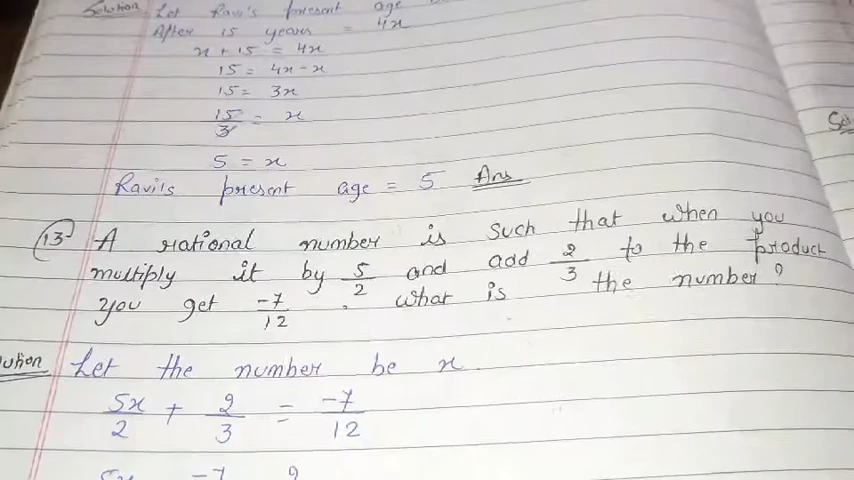 Solution Let Ravi's present age
After 15 years = 4x
x + 15 = 4x
15 = 4x - x
15 = 3x
15/3 = x
5 = x
Ravi's present age = 5 Ans
13 A rational number is such that when you
multiply it by 5/2 and add 2/3 to the product
you get -7/12 . what is the number?
Let the number be x
5x/2 + 2/3 = -7/12